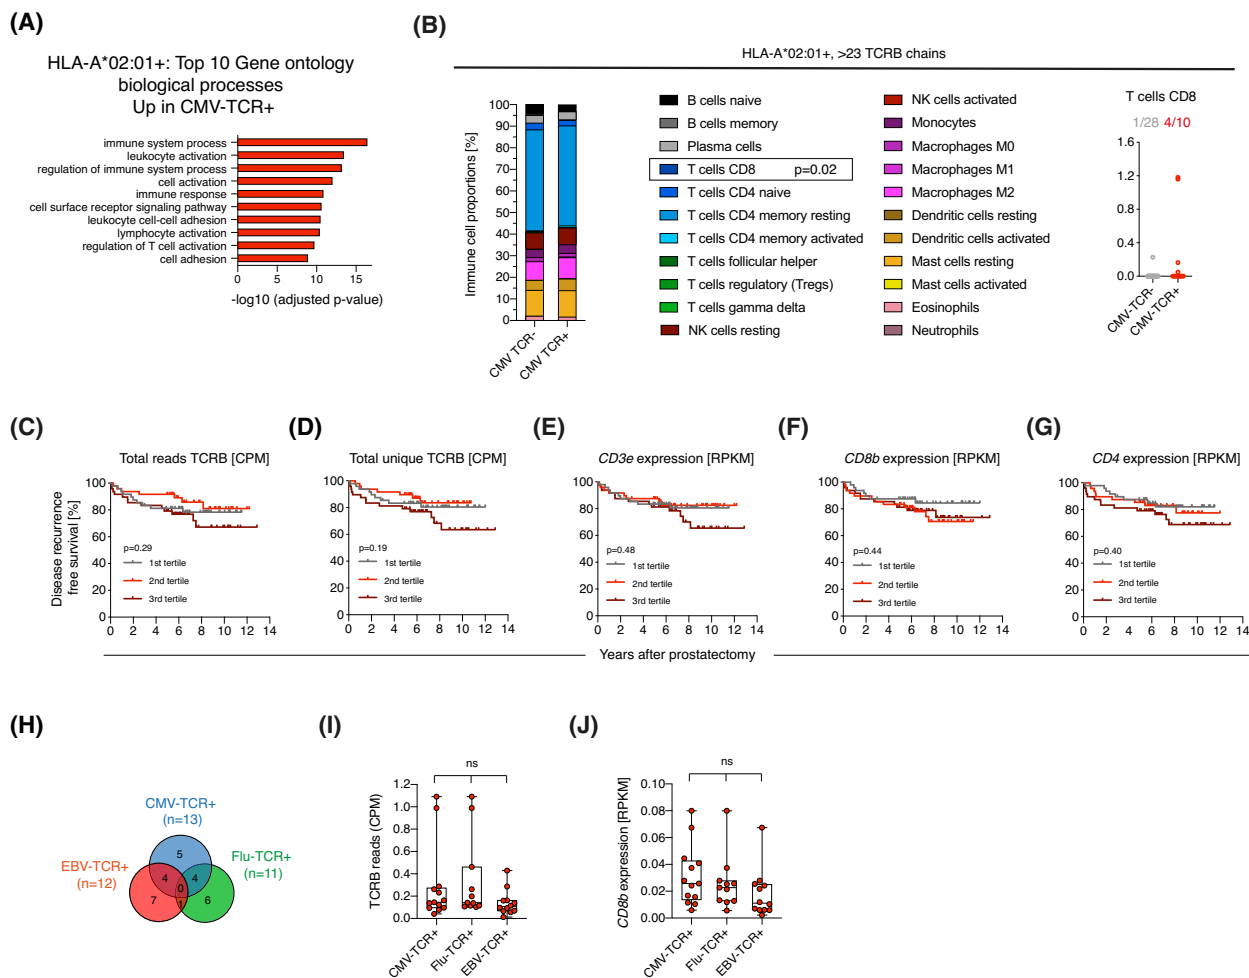 (A)
HLA-A*02:01+: Top 10 Gene ontology
biological processes
Up in CMV-TCR+
immune system process
leukocyte activation
regulation of immune system process
cell activation
immune response
cell surface receptor signaling pathway
leukocyte cell-cell adhesion
lymphocyte activation
regulation of T cell activation
cell adhesion
0 5 10 15
-log10 (adjusted p-value)
(B)
HLA-A*02:01+, >23 TCRB chains
Immune cell proportions [%]
100
90
80
70
60
50
40
30
20
10
0
CMV TCR-
CMV TCR+
B cells naive
B cells memory
Plasma cells
T cells CD8 p=0.02
T cells CD4 naive
T cells CD4 memory resting
T cells CD4 memory activated
T cells follicular helper
T cells regulatory (Tregs)
T cells gamma delta
NK cells resting
NK cells activated
Monocytes
Macrophages M0
Macrophages M1
Macrophages M2
Dendritic cells resting
Dendritic cells activated
Mast cells resting
Mast cells activated
Eosinophils
Neutrophils
T cells CD8
1/28 4/10
1.6
1.2
0.8
0.4
0.0
CMV-TCR-
CMV-TCR+
(C)
Total reads TCRB [CPM]
Disease recurrence
free survival [%]
100
80
60
40
20
0
p=0.29
1st tertile
2nd tertile
3rd tertile
0 2 4 6 8 10 12 14
(D)
Total unique TCRB [CPM]
100
80
60
40
20
0
p=0.19
1st tertile
2nd tertile
3rd tertile
0 2 4 6 8 10 12 14
(E)
CD3e expression [RPKM]
100
80
60
40
20
0
p=0.48
1st tertile
2nd tertile
3rd tertile
0 2 4 6 8 10 12 14
(F)
CD8b expression [RPKM]
100
80
60
40
20
0
p=0.44
1st tertile
2nd tertile
3rd tertile
0 2 4 6 8 10 12 14
(G)
CD4 expression [RPKM]
100
80
60
40
20
0
p=0.40
1st tertile
2nd tertile
3rd tertile
0 2 4 6 8 10 12 14
Years after prostatectomy
(H)
CMV-TCR+
(n=13)
EBV-TCR+
(n=12)
Flu-TCR+
(n=11)
5
4 4
0
7 1 6
(I)
ns
TCRB reads (CPM)
1.2
1.0
0.8
0.6
0.4
0.2
0.0
CMV-TCR+
Flu-TCR+
EBV-TCR+
(J)
ns
CD8b expression [RPKM]
0.10
0.08
0.06
0.04
0.02
0.00
CMV-TCR+
Flu-TCR+
EBV-TCR+